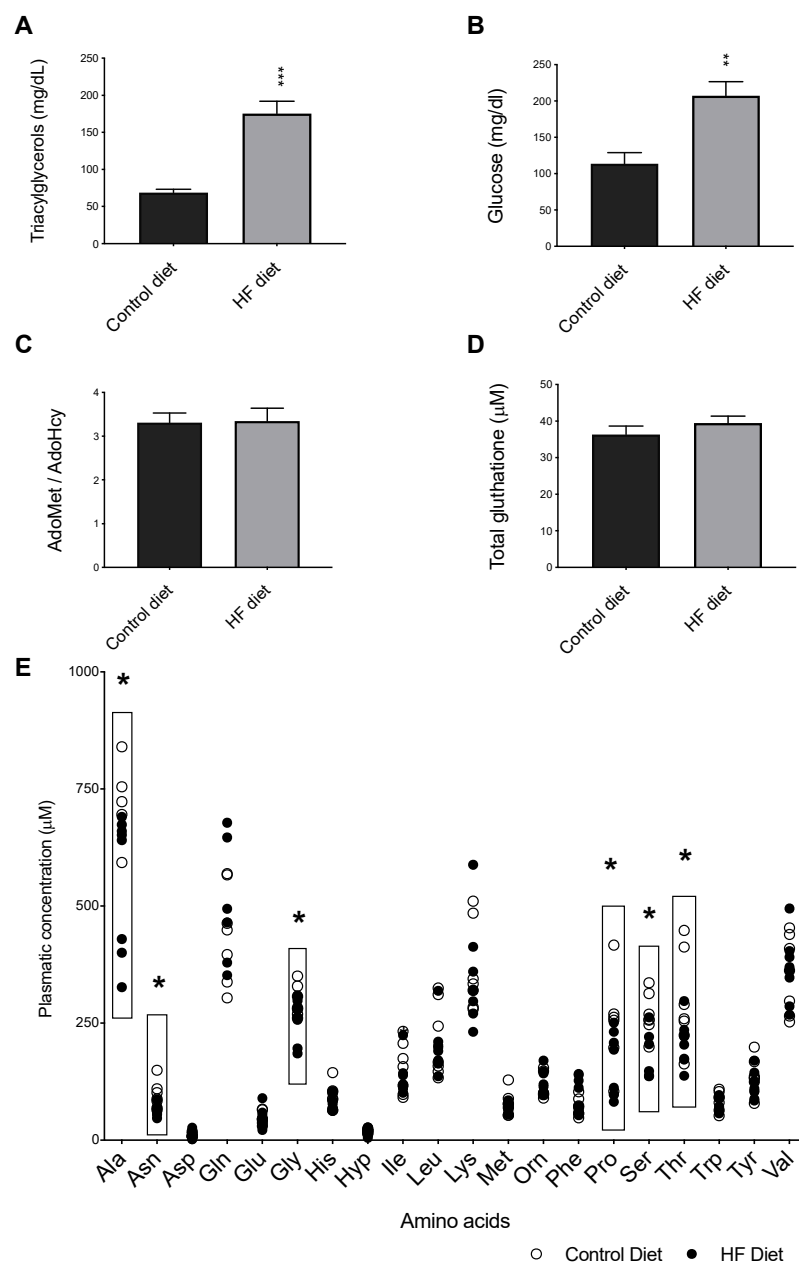 A
Triacylglycerols (mg/dL)
250
200
150
100
50
0
***
Control diet
HF diet
B
Glucose (mg/dl)
250
200
150
100
50
0
**
Control diet
HF diet
C
AdoMet / AdoHcy
4
3
2
1
0
Control diet
HF diet
D
Total gluthatione (μM)
50
40
30
20
10
0
Control diet
HF diet
E
Plasmatic concentration (μM)
1000
750
500
250
0
* * * * * *
Ala Asn Asp Gln Glu Gly His Hyp Ile Leu Lys Met Orn Phe Pro Ser Thr Trp Tyr Val
Amino acids
Control Diet HF Diet